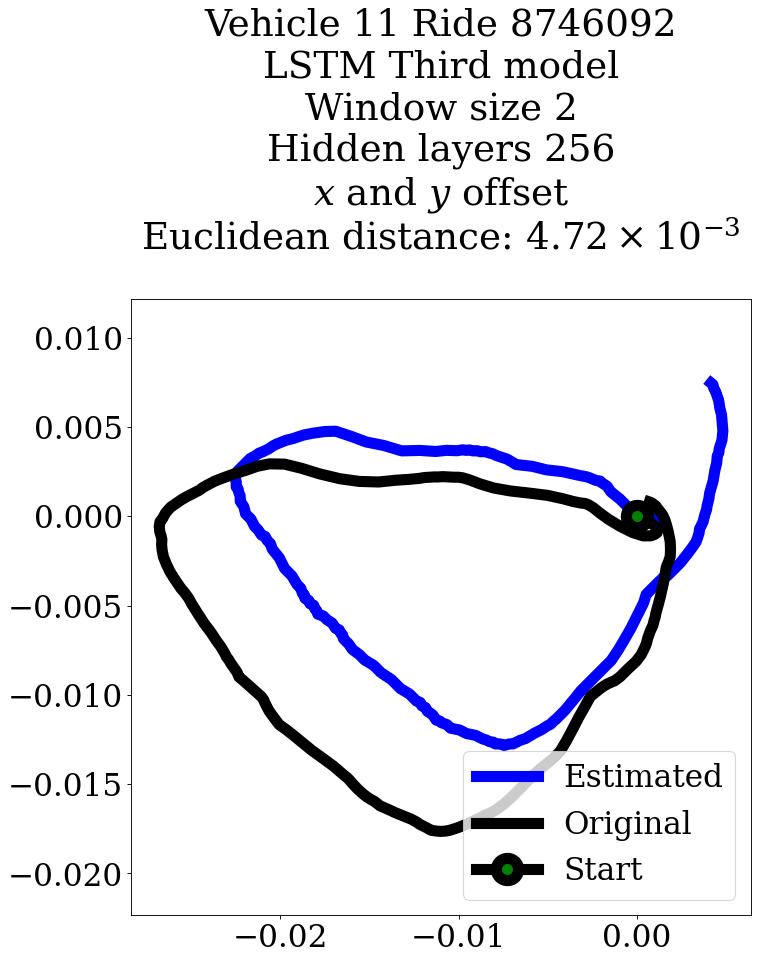 Vehicle 11 Ride 8746092
LSTM Third model
Window size 2
Hidden layers 256
x and y offset
Euclidean distance: 4.72 × 10⁻³
0.010
0.005
0.000
−0.005
−0.010
−0.015
−0.020
Estimated
Original
Start
−0.02
−0.01
0.00